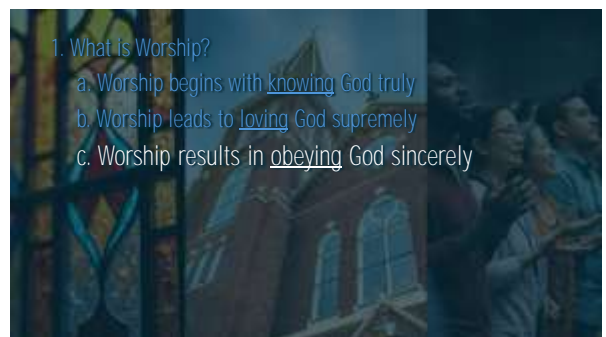 1. What is Worship?
a. Worship begins with knowing God truly
b. Worship leads to loving God supremely
c. Worship results in obeying God sincerely